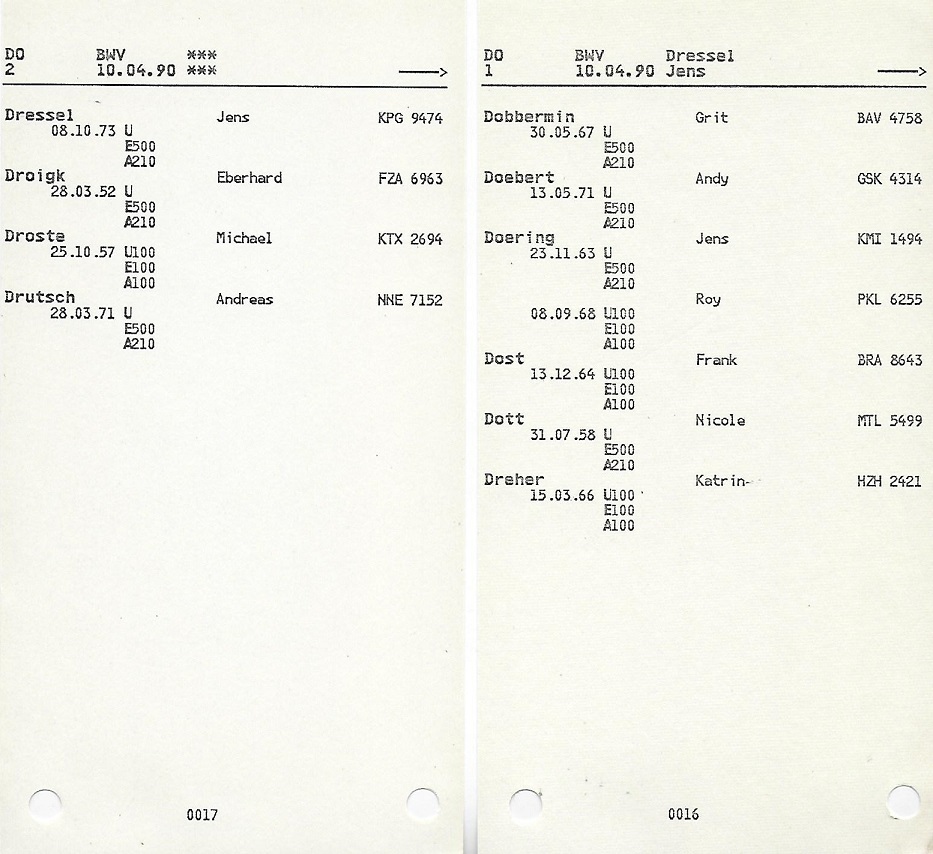 DO BWV ***
2 10.04.90 *** ——>
Dressel Jens KPG 9474
08.10.73 U
E500
A210
Droigk Eberhard FZA 6963
28.03.52 U
E500
A210
Droste Michael KTX 2694
25.10.57 U100
E100
A100
Drutsch Andreas NNE 7152
28.03.71 U
E500
A210
0017
DO BWV Dressel
1 10.04.90 Jens ——>
Dobbermin Grit BAV 4758
30.05.67 U
E500
A210
Doebert Andy GSK 4314
13.05.71 U
E500
A210
Doering Jens KMI 1494
23.11.63 U
E500
A210
Roy PKL 6255
08.09.68 U100
E100
A100
Dost Frank BRA 8643
13.12.64 U100
E100
A100
Dott Nicole MTL 5499
31.07.58 U
E500
A210
Dreher Katrin- HZH 2421
15.03.66 U100
E100
A100
0016